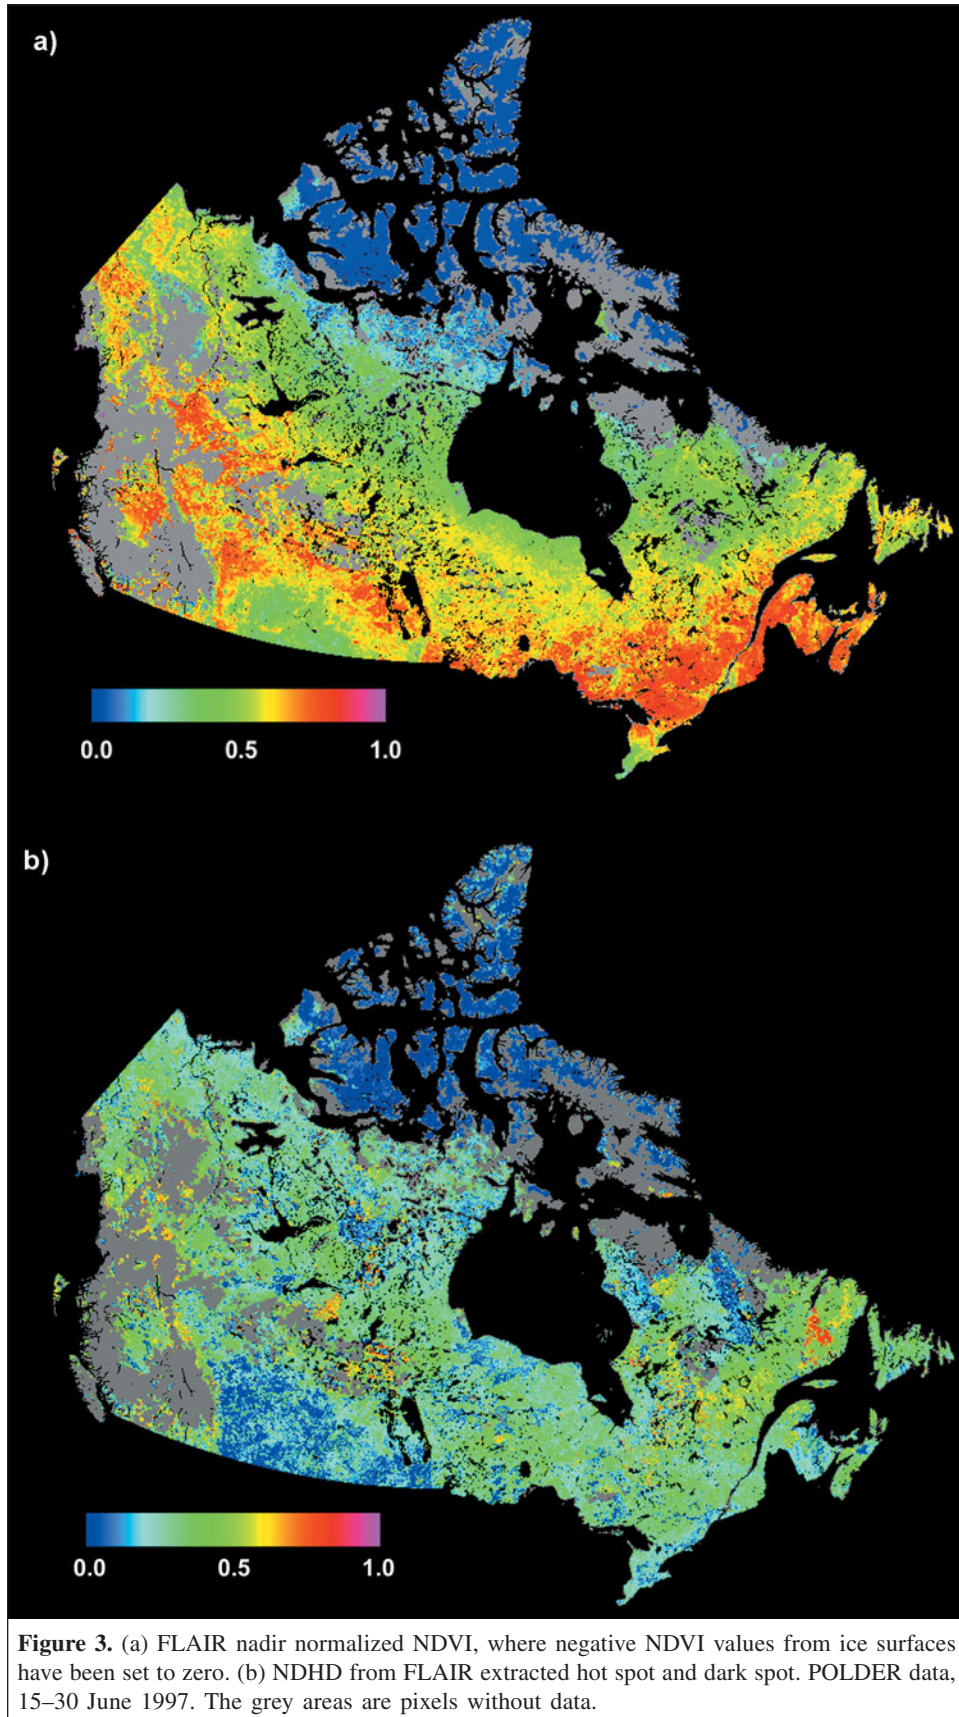 a)
0.0 0.5 1.0
b)
0.0 0.5 1.0
Figure 3. (a) FLAIR nadir normalized NDVI, where negative NDVI values from ice surfaces
have been set to zero. (b) NDHD from FLAIR extracted hot spot and dark spot. POLDER data,
15–30 June 1997. The grey areas are pixels without data.